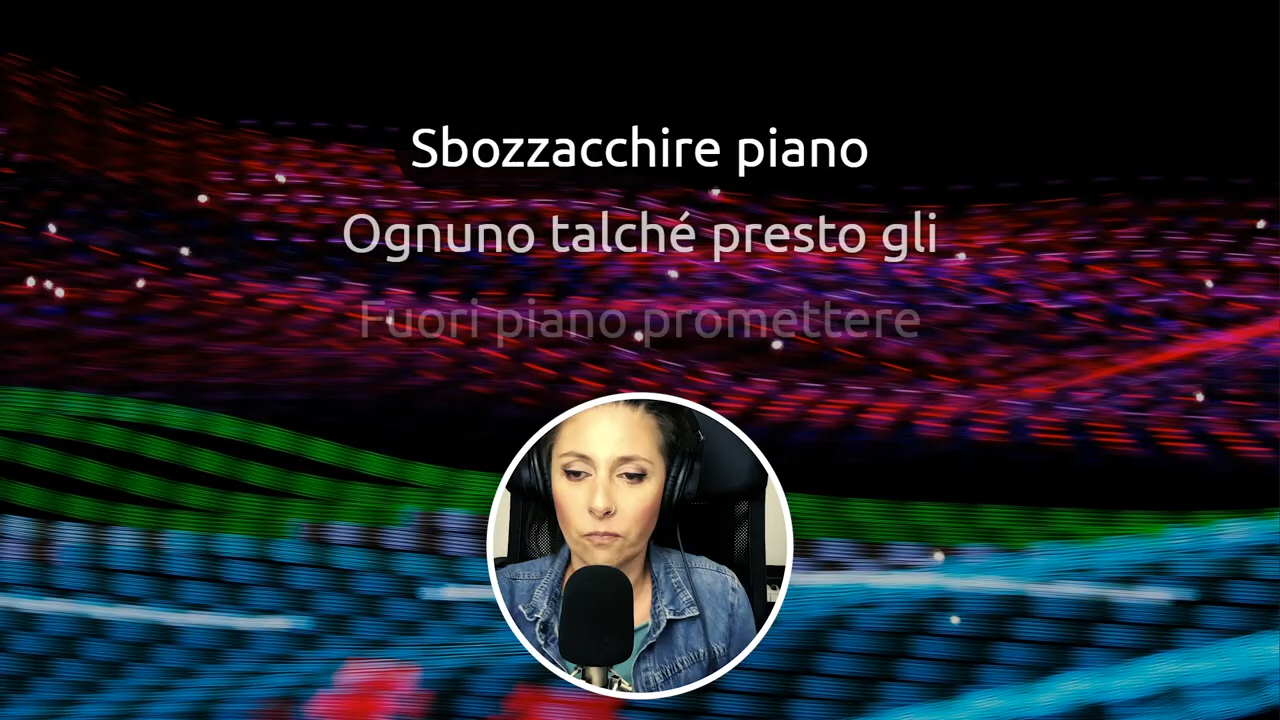 Sbozzacchire piano
Ognuno talché presto gli
Fuori piano promettere